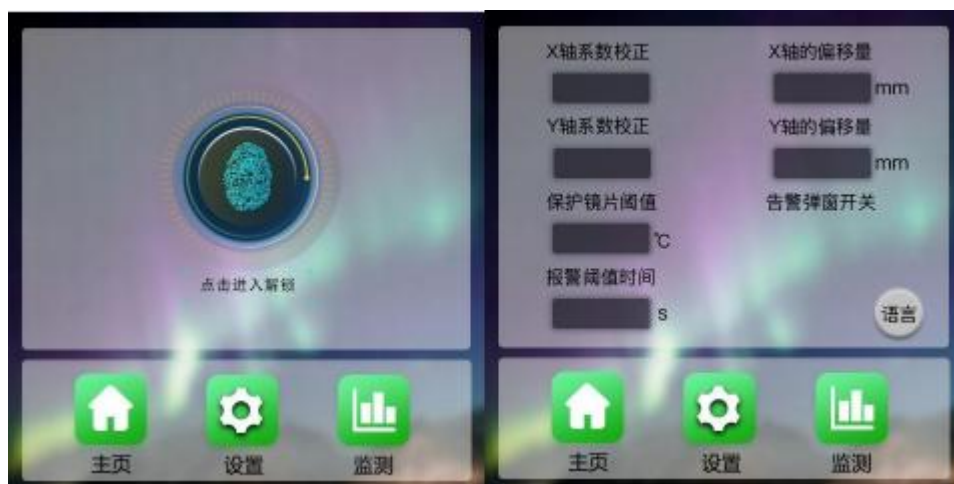 点击进入解锁
主页
设置
监测
X轴系数校正
X轴的偏移量
mm
Y轴系数校正
Y轴的偏移量
mm
保护镜片阈值
告警弹窗开关
℃
报警阈值时间
s
语言
主页
设置
监测